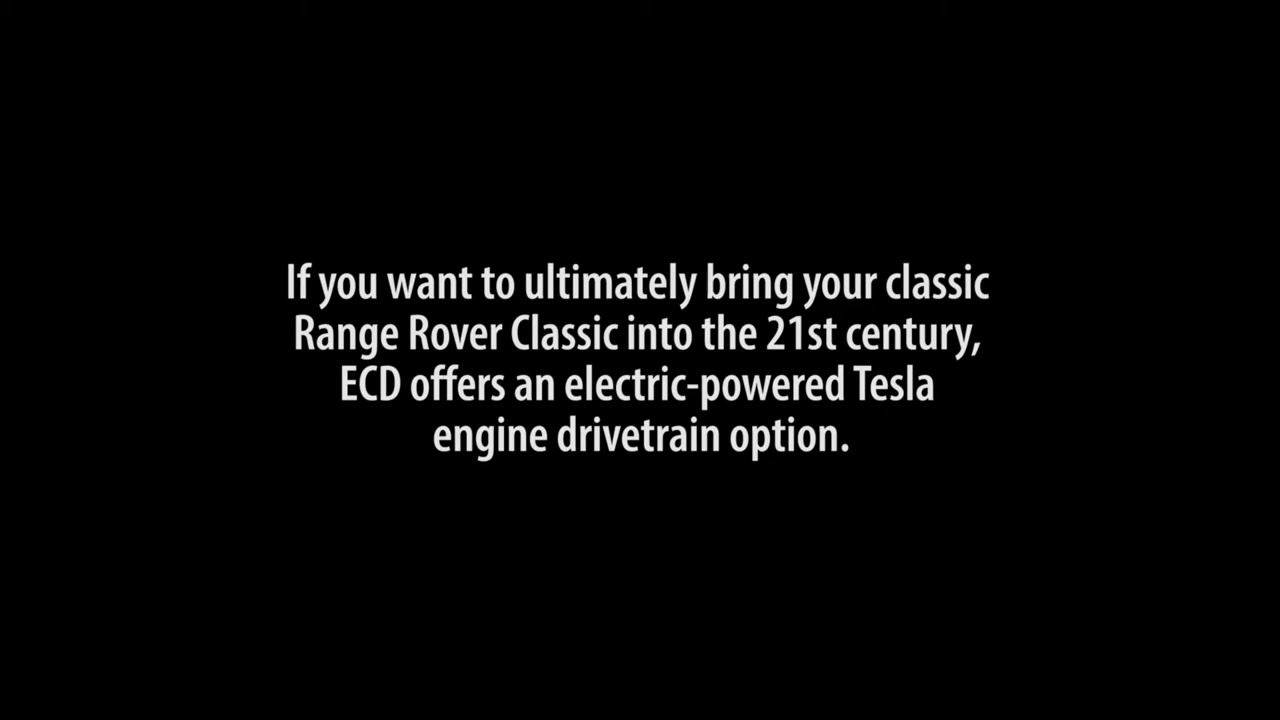 If you want to ultimately bring your classic
Range Rover Classic into the 21st century,
ECD offers an electric-powered Tesla
engine drivetrain option.